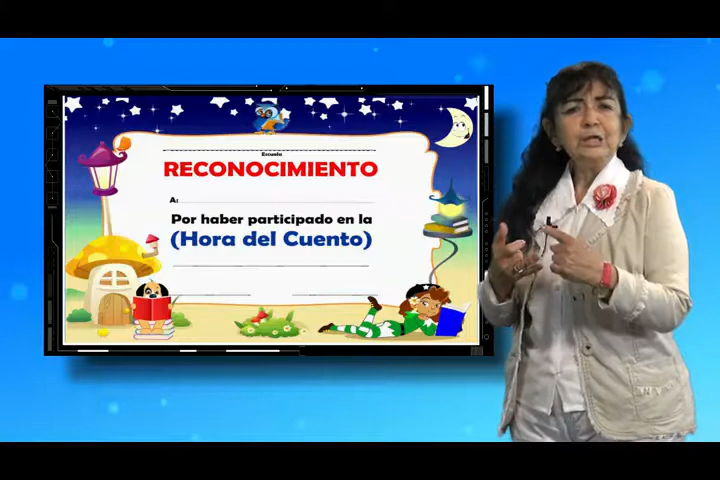 Escuela
RECONOCIMIENTO
A:
Por haber participado en la
(Hora del Cuento)